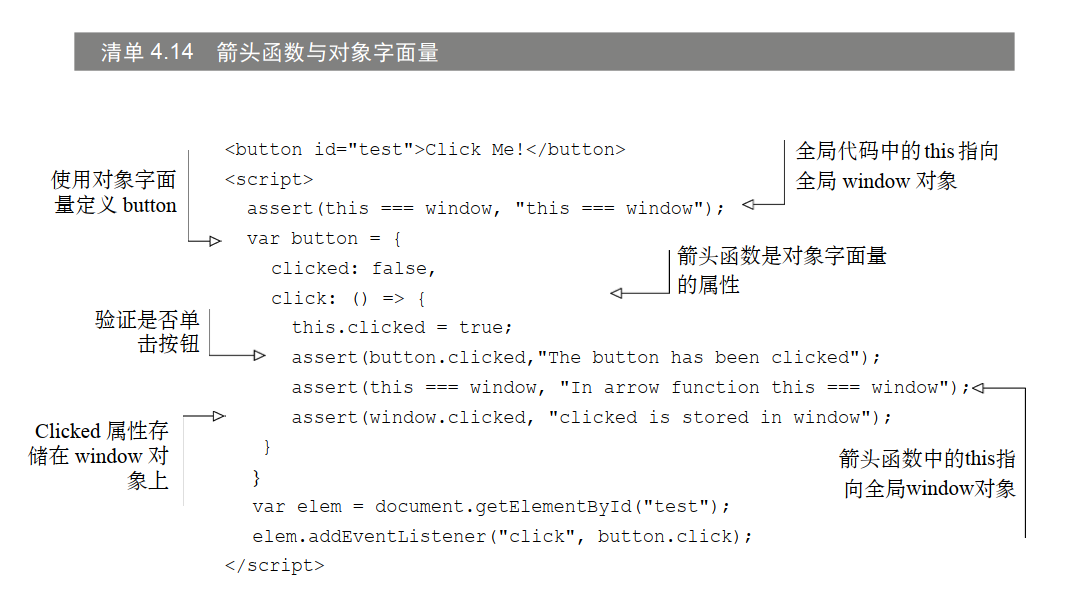 清单 4.14 箭头函数与对象字面量
<button id="test">Click Me!</button>
<script>
assert(this === window, "this === window");
var button = {
clicked: false,
click: () => {
this.clicked = true;
assert(button.clicked,"The button has been clicked");
assert(this === window, "In arrow function this === window");
assert(window.clicked, "clicked is stored in window");
}
}
var elem = document.getElementById("test");
elem.addEventListener("click", button.click);
</script>
使用对象字面
量定义 button
验证是否单
击按钮
Clicked 属性存
储在 window 对
象上
全局代码中的this指向
全局 window 对象
箭头函数是对象字面量
的属性
箭头函数中的this指
向全局window对象